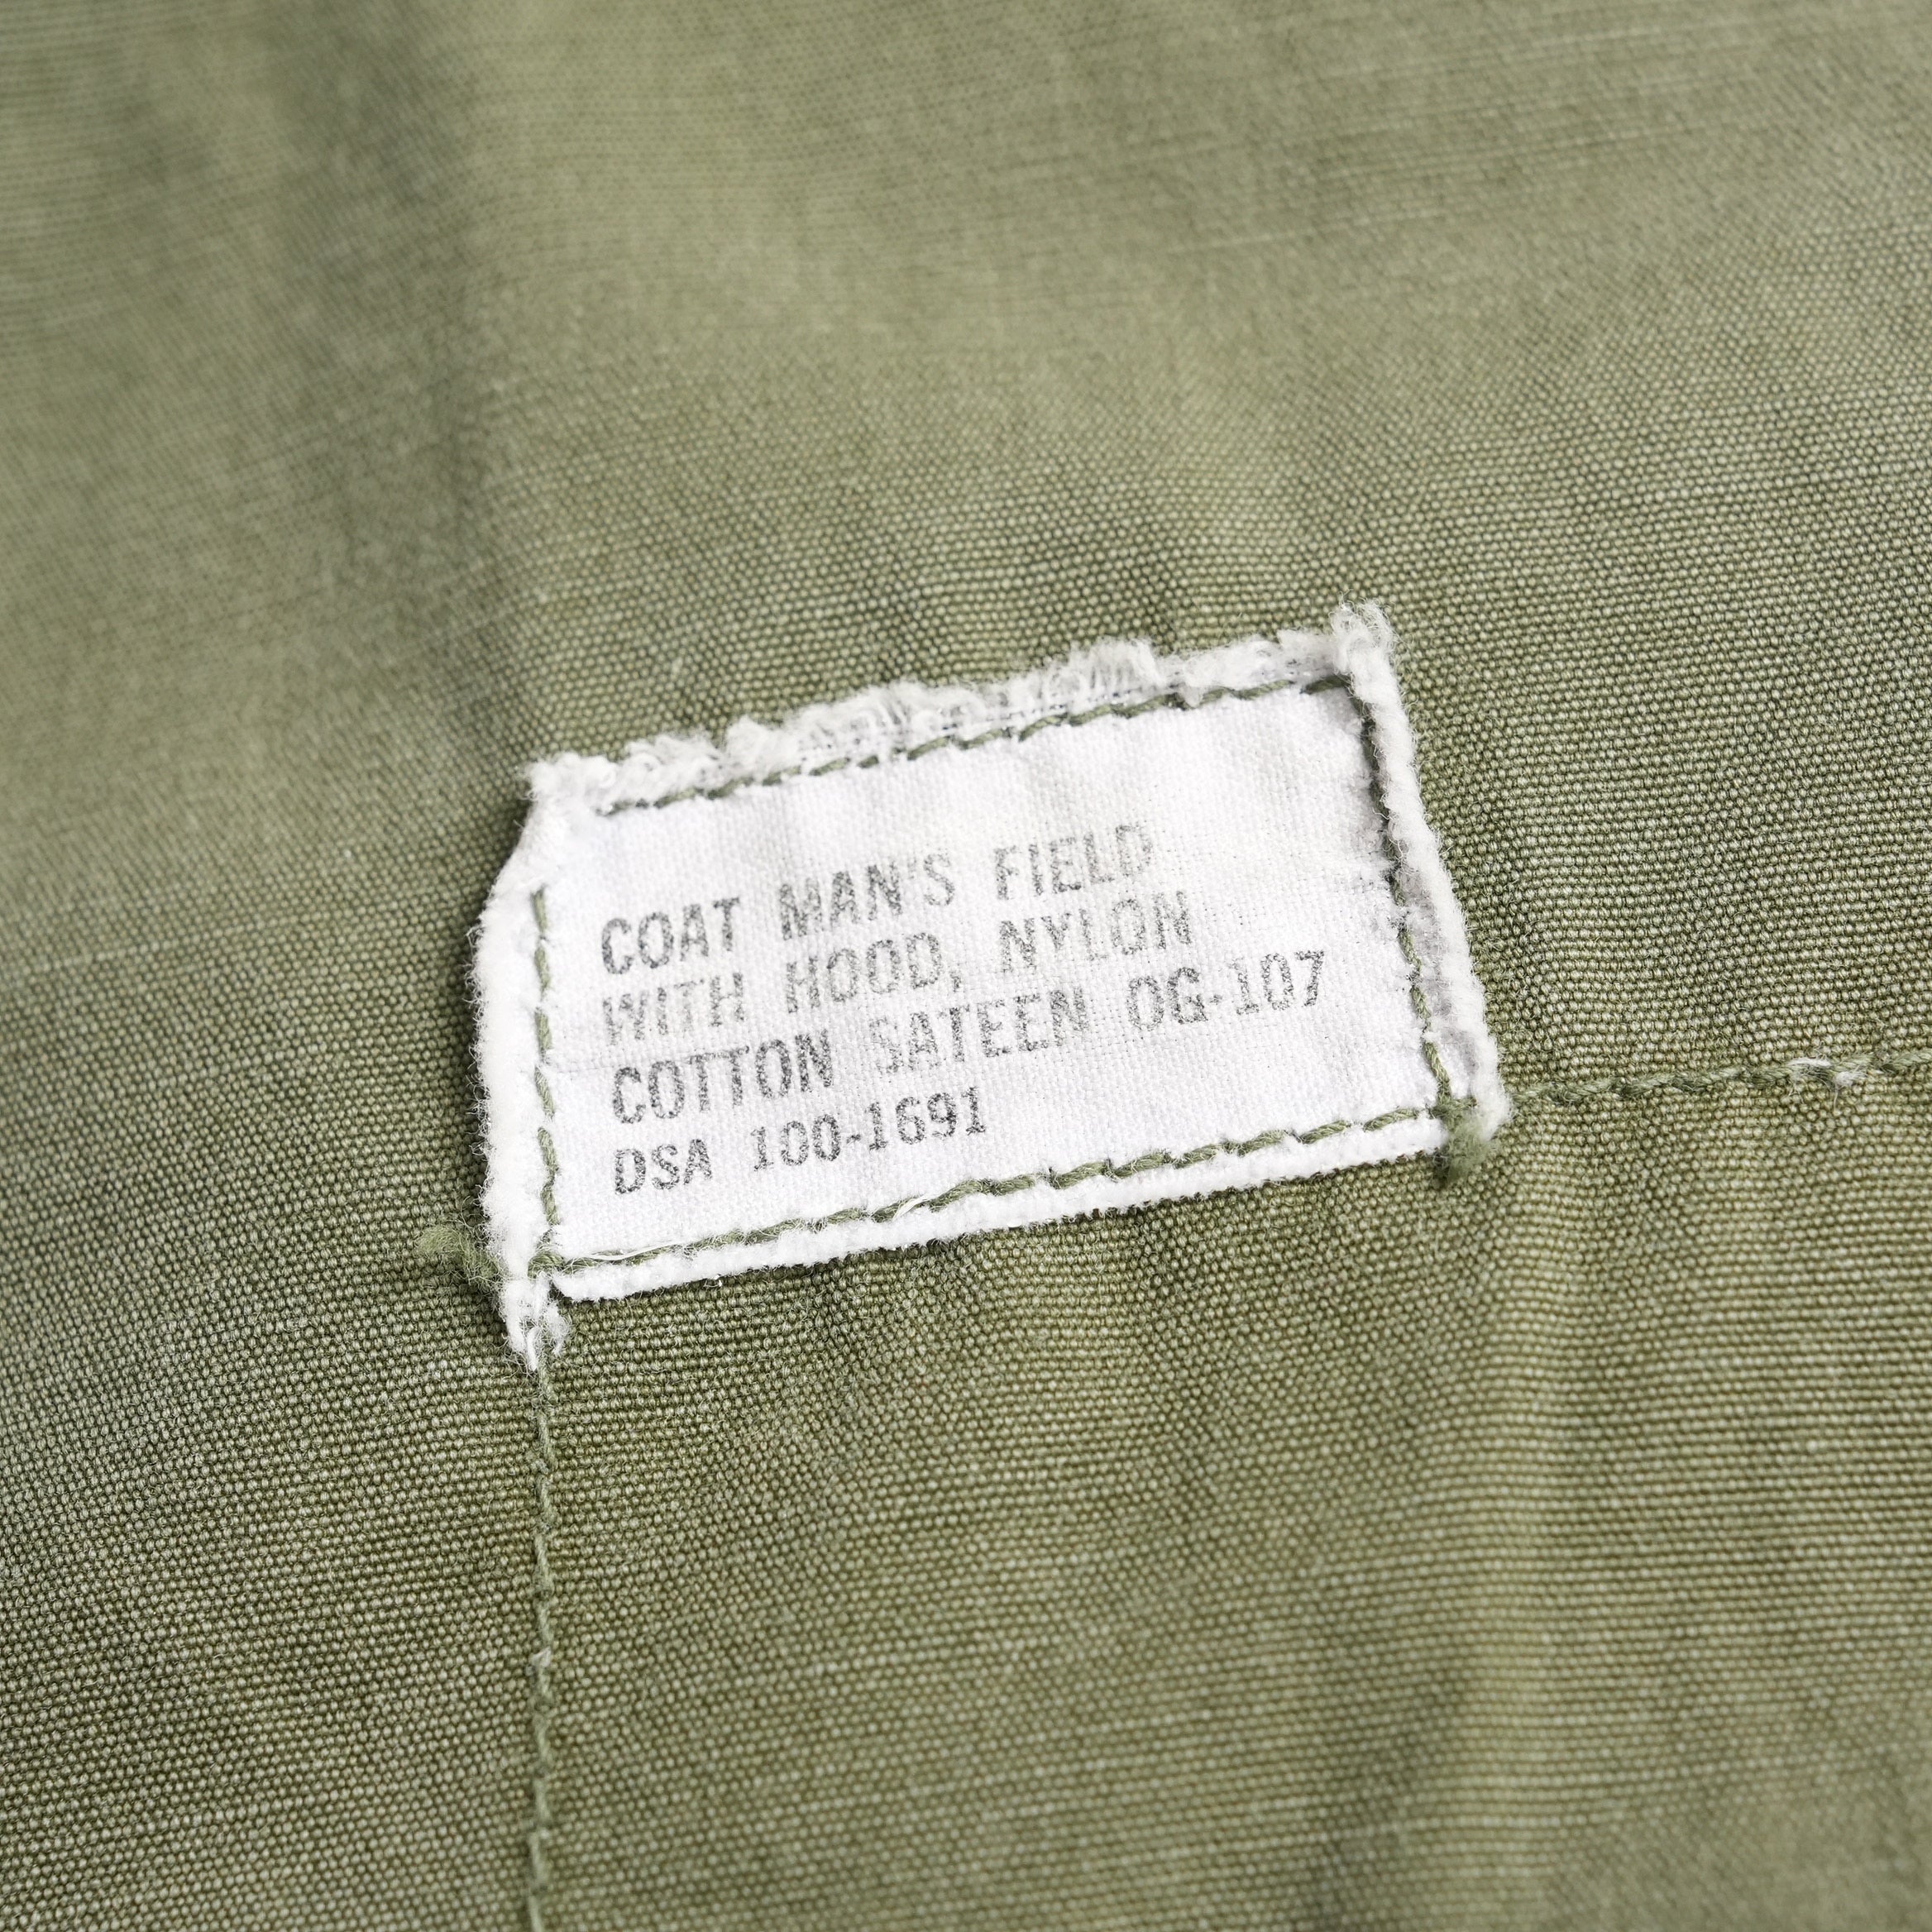 COAT MAN'S FIELD
WITH HOOD, NYLON
COTTON SATEEN OG-107
DSA 100-1691